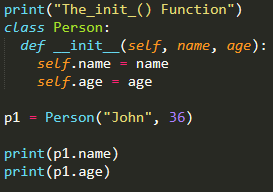 print("The_init_() Function")
class Person:
  def __init__(self, name, age):
    self.name = name
    self.age = age

p1 = Person("John", 36)

print(p1.name)
print(p1.age)